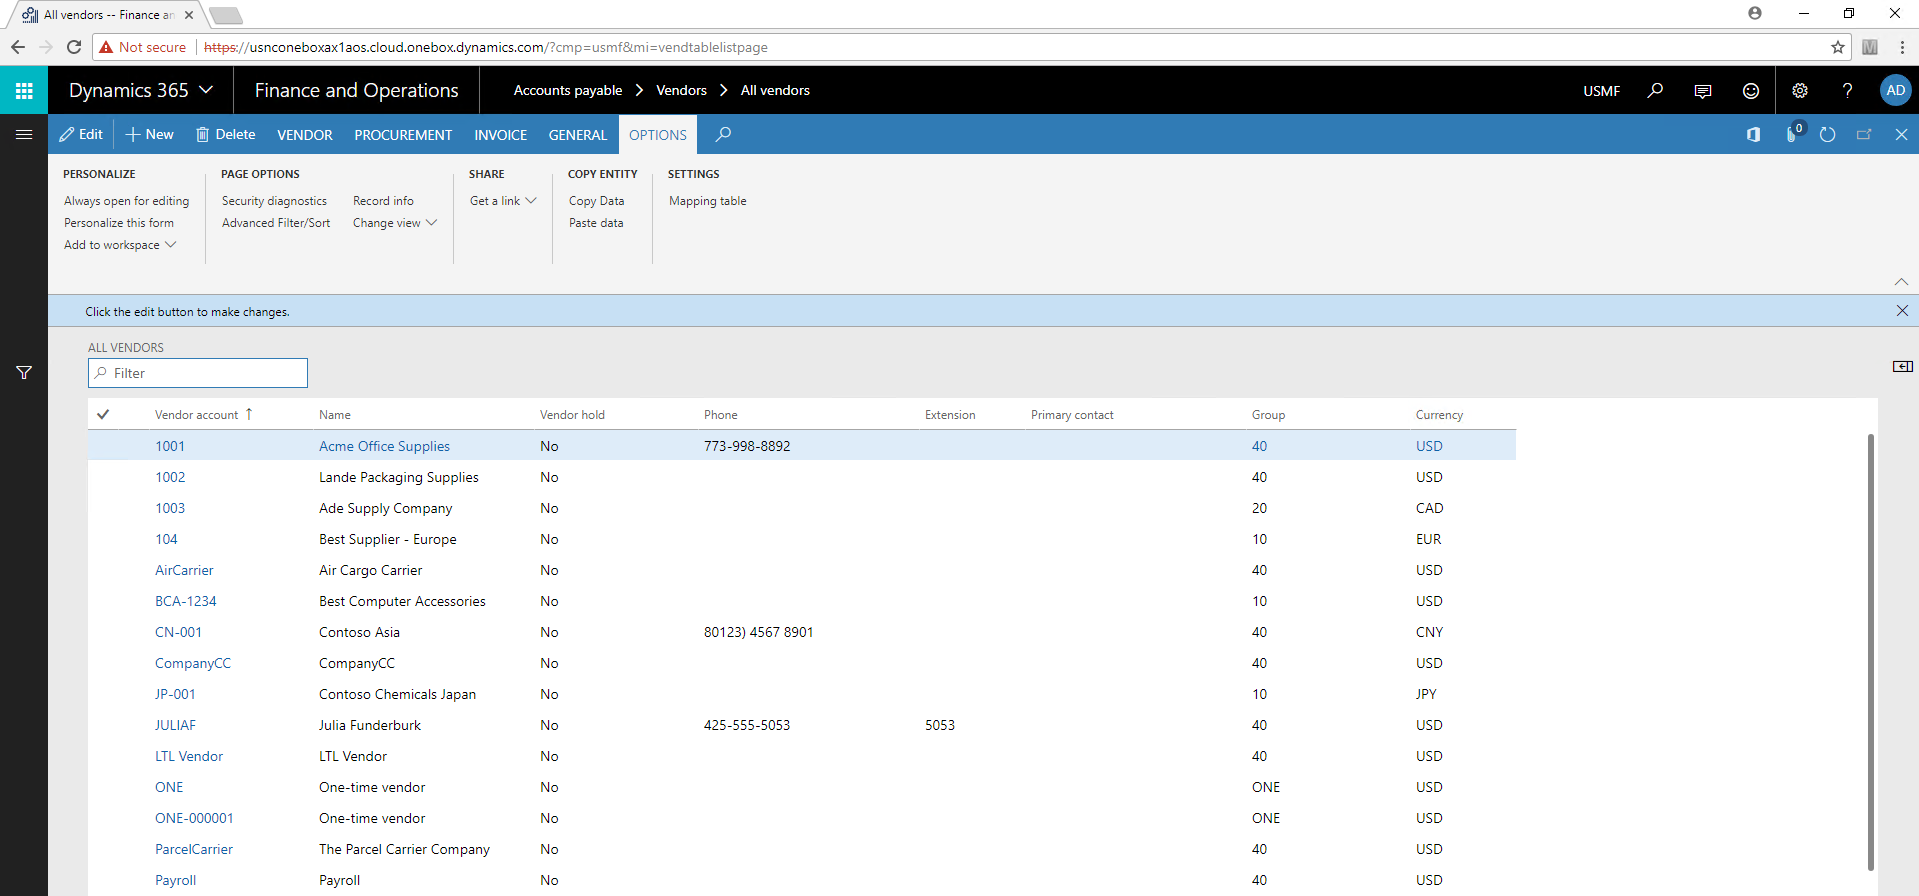 All vendors -- Finance an
Not secure https://usnconeboxax1aos.cloud.onebox.dynamics.com/?cmp=usmf&mi=vendtablelistpage
Dynamics 365 Finance and Operations Accounts payable > Vendors > All vendors USMF ? AD
Edit New Delete VENDOR PROCUREMENT INVOICE GENERAL OPTIONS 0
PERSONALIZE PAGE OPTIONS SHARE COPY ENTITY SETTINGS
Always open for editing Security diagnostics Record info Get a link Copy Data Mapping table
Personalize this form Advanced Filter/Sort Change view Paste data
Add to workspace
Click the edit button to make changes.
ALL VENDORS
Filter
Vendor account Name Vendor hold Phone Extension Primary contact Group Currency
1001 Acme Office Supplies No 773-998-8892 40 USD
1002 Lande Packaging Supplies No 40 USD
1003 Ade Supply Company No 20 CAD
104 Best Supplier - Europe No 10 EUR
AirCarrier Air Cargo Carrier No 40 USD
BCA-1234 Best Computer Accessories No 10 USD
CN-001 Contoso Asia No 80123) 4567 8901 40 CNY
CompanyCC CompanyCC No 40 USD
JP-001 Contoso Chemicals Japan No 10 JPY
JULIAF Julia Funderburk No 425-555-5053 5053 40 USD
LTL Vendor LTL Vendor No 40 USD
ONE One-time vendor No ONE USD
ONE-000001 One-time vendor No ONE USD
ParcelCarrier The Parcel Carrier Company No 40 USD
Payroll Payroll No 40 USD